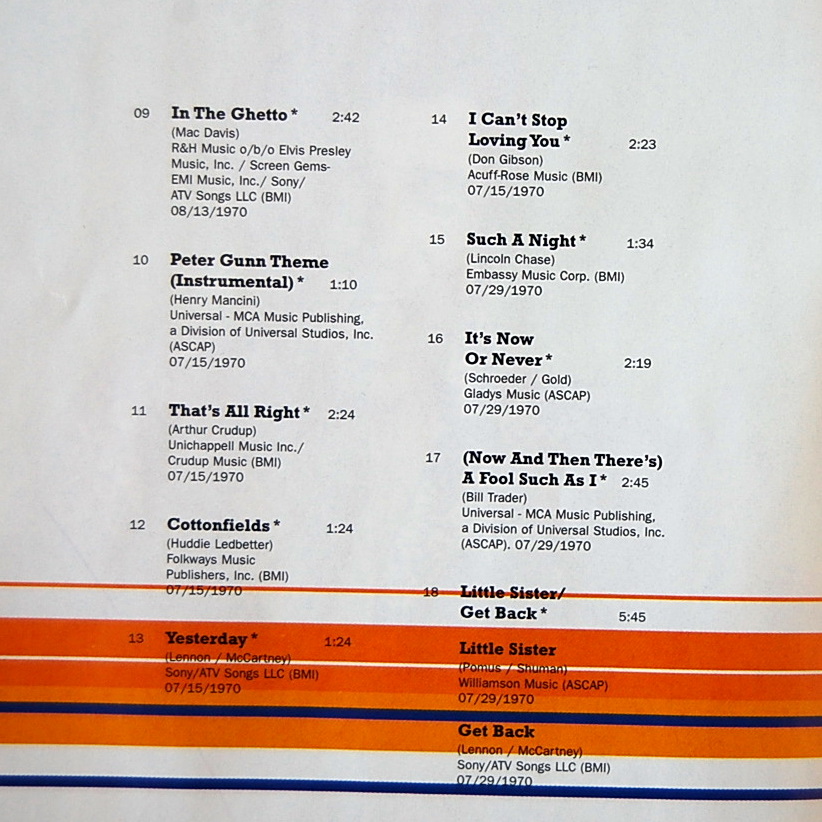 09 In The Ghetto * 2:42
(Mac Davis)
R&H Music o/b/o Elvis Presley
Music, Inc. / Screen Gems-
EMI Music, Inc./ Sony/
ATV Songs LLC (BMI)
08/13/1970
10 Peter Gunn Theme
(Instrumental) * 1:10
(Henry Mancini)
Universal - MCA Music Publishing,
a Division of Universal Studios, Inc.
(ASCAP)
07/15/1970
11 That's All Right * 2:24
(Arthur Crudup)
Unichappell Music Inc./
Crudup Music (BMI)
07/15/1970
12 Cottonfields * 1:24
(Huddie Ledbetter)
Folkways Music
Publishers, Inc. (BMI)
07/15/1970
13 Yesterday * 1:24
(Lennon / McCartney)
Sony/ATV Songs LLC (BMI)
07/15/1970
14 I Can't Stop
Loving You * 2:23
(Don Gibson)
Acuff-Rose Music (BMI)
07/15/1970
15 Such A Night * 1:34
(Lincoln Chase)
Embassy Music Corp. (BMI)
07/29/1970
16 It's Now
Or Never * 2:19
(Schroeder / Gold)
Gladys Music (ASCAP)
07/29/1970
17 (Now And Then There's)
A Fool Such As I * 2:45
(Bill Trader)
Universal - MCA Music Publishing,
a Division of Universal Studios, Inc.
(ASCAP). 07/29/1970
18 Little Sister/
Get Back * 5:45
Little Sister
(Pomus / Shuman)
Williamson Music (ASCAP)
07/29/1970
Get Back
(Lennon / McCartney)
Sony/ATV Songs LLC (BMI)
07/29/1970